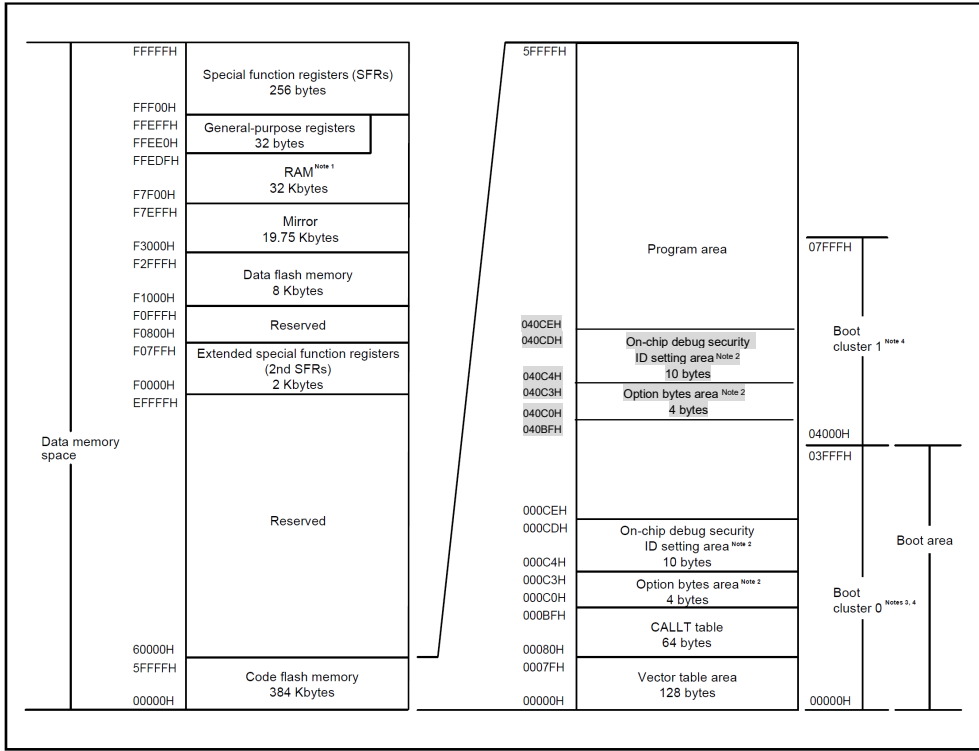 FFFFFH
Special function registers (SFRs)
256 bytes
FFF00H
FFEFFH
General-purpose registers
32 bytes
FFEE0H
FFEDFH
RAM Note 1
32 Kbytes
F7F00H
F7EFFH
Mirror
19.75 Kbytes
F3000H
F2FFFH
Data flash memory
8 Kbytes
F1000H
F0FFFH
Reserved
F0800H
F07FFH
Extended special function registers
(2nd SFRs)
2 Kbytes
F0000H
EFFFFH
Data memory
space
Reserved
60000H
5FFFFH
Code flash memory
384 Kbytes
00000H
5FFFFH
Program area
040CEH
040CDH
On-chip debug security
ID setting area Note 2
10 bytes
040C4H
040C3H
Option bytes area Note 2
4 bytes
040C0H
040BFH
000CEH
000CDH
On-chip debug security
ID setting area Note 2
10 bytes
000C4H
000C3H
Option bytes area Note 2
4 bytes
000C0H
000BFH
CALLT table
64 bytes
00080H
0007FH
Vector table area
128 bytes
00000H
07FFFH
Boot
cluster 1 Note 4
04000H
03FFFH
Boot area
Boot
cluster 0 Notes 3, 4
00000H